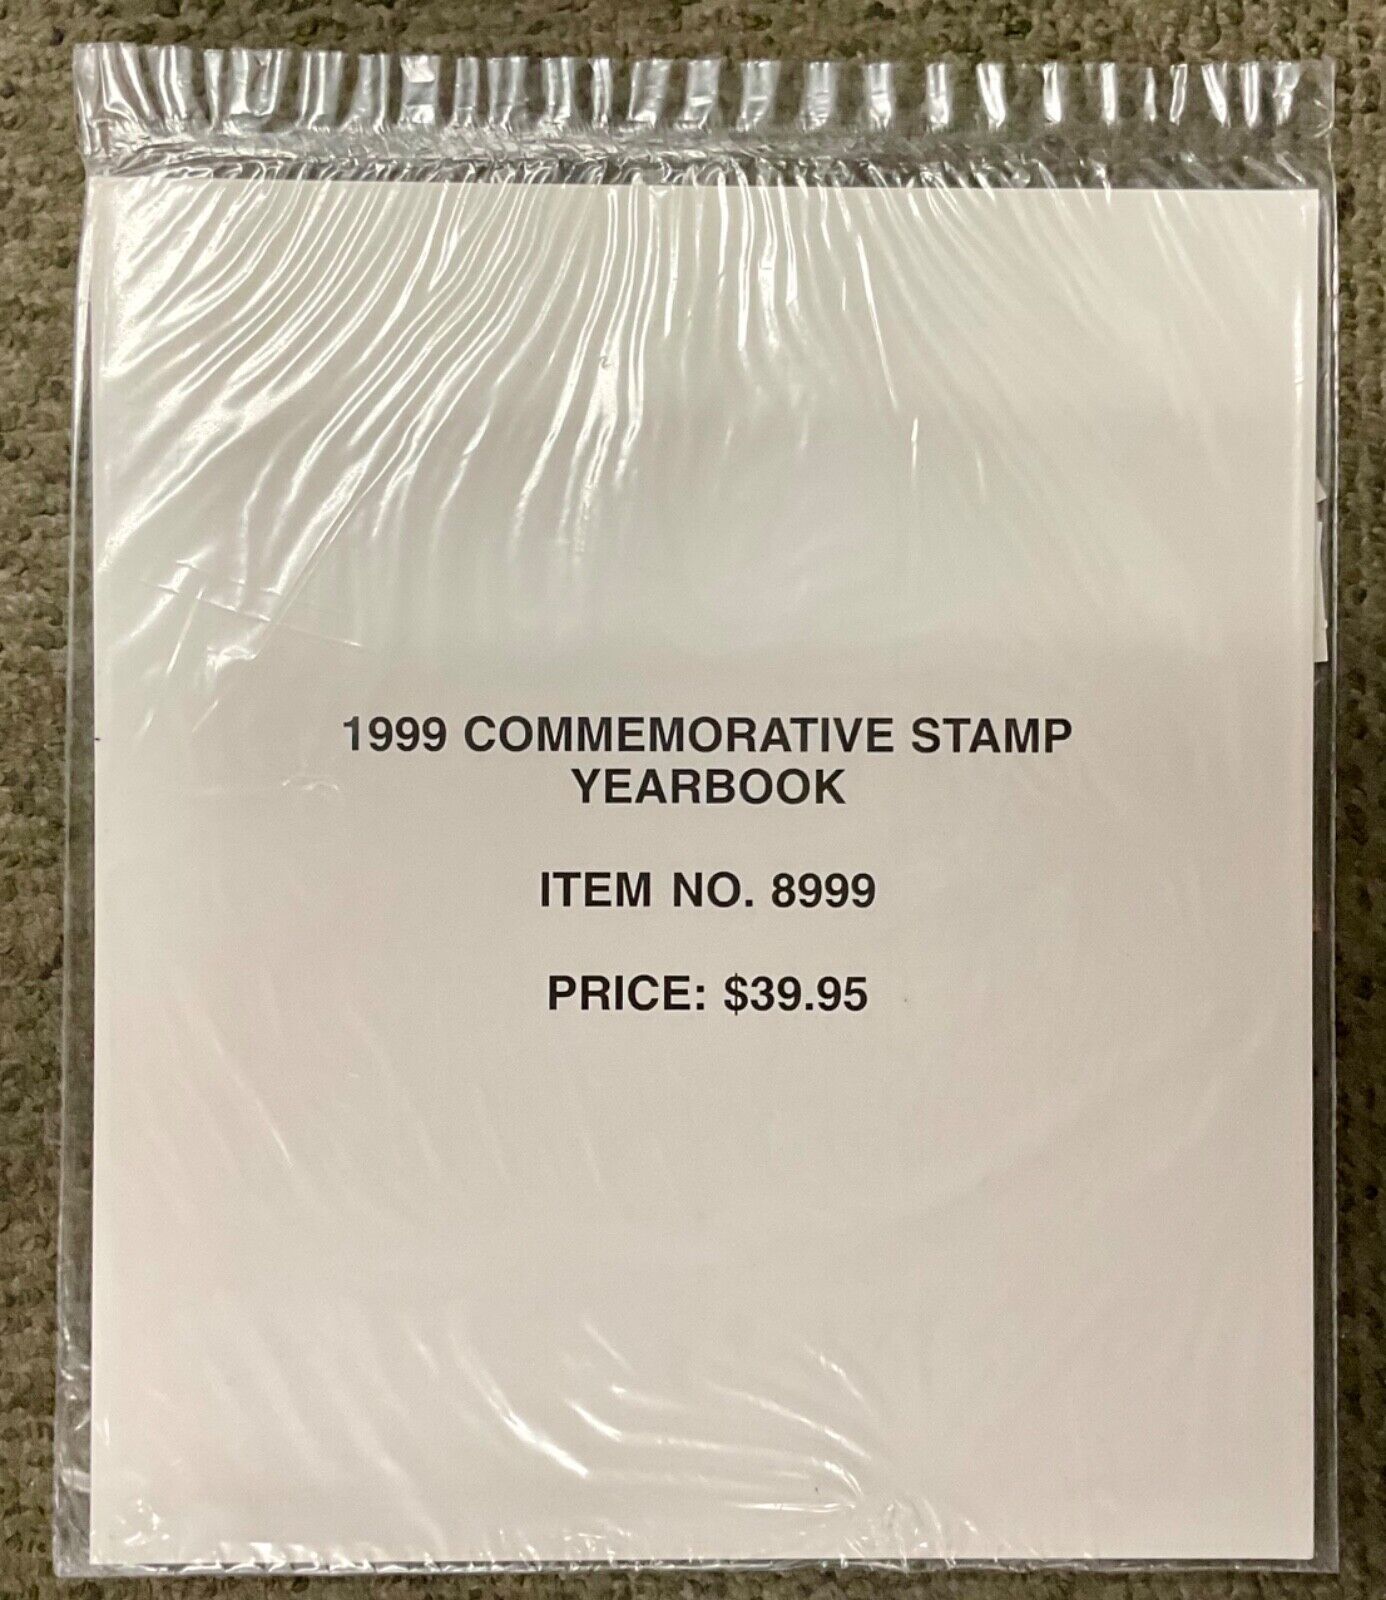 1999 COMMEMORATIVE STAMP
YEARBOOK
ITEM NO. 8999
PRICE: $39.95